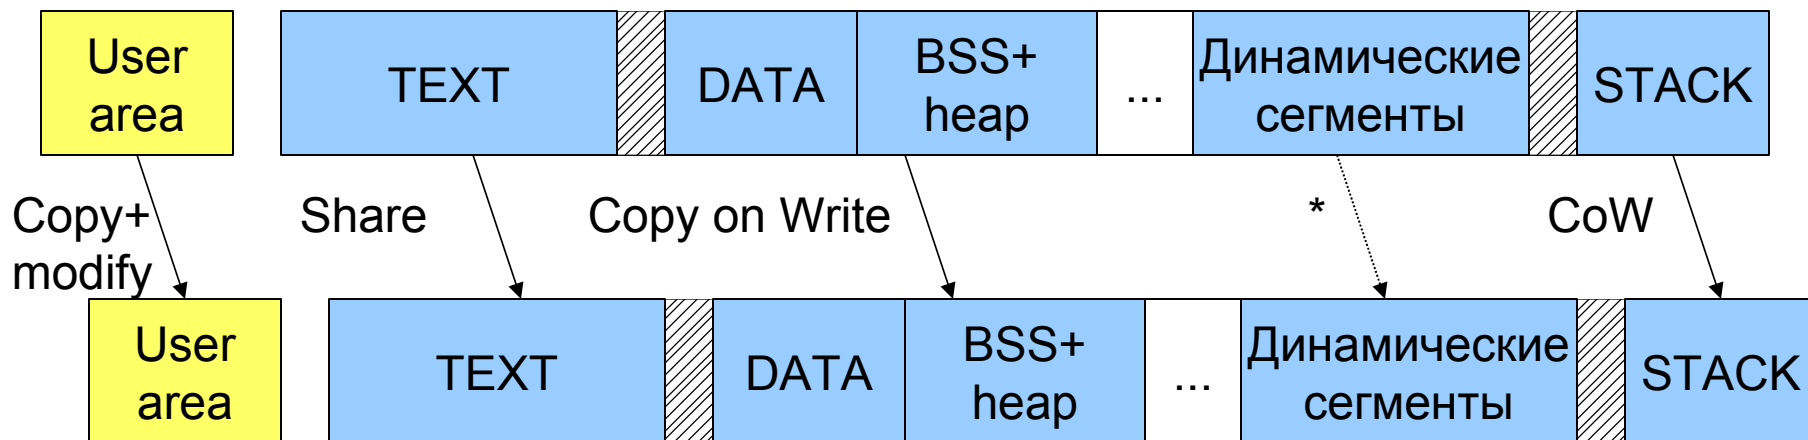 User
area
TEXT
DATA
BSS+
heap
...
Динамические
сегменты
STACK
Copy+
modify
Share
Copy on Write
*
CoW
User
area
TEXT
DATA
BSS+
heap
...
Динамические
сегменты
STACK